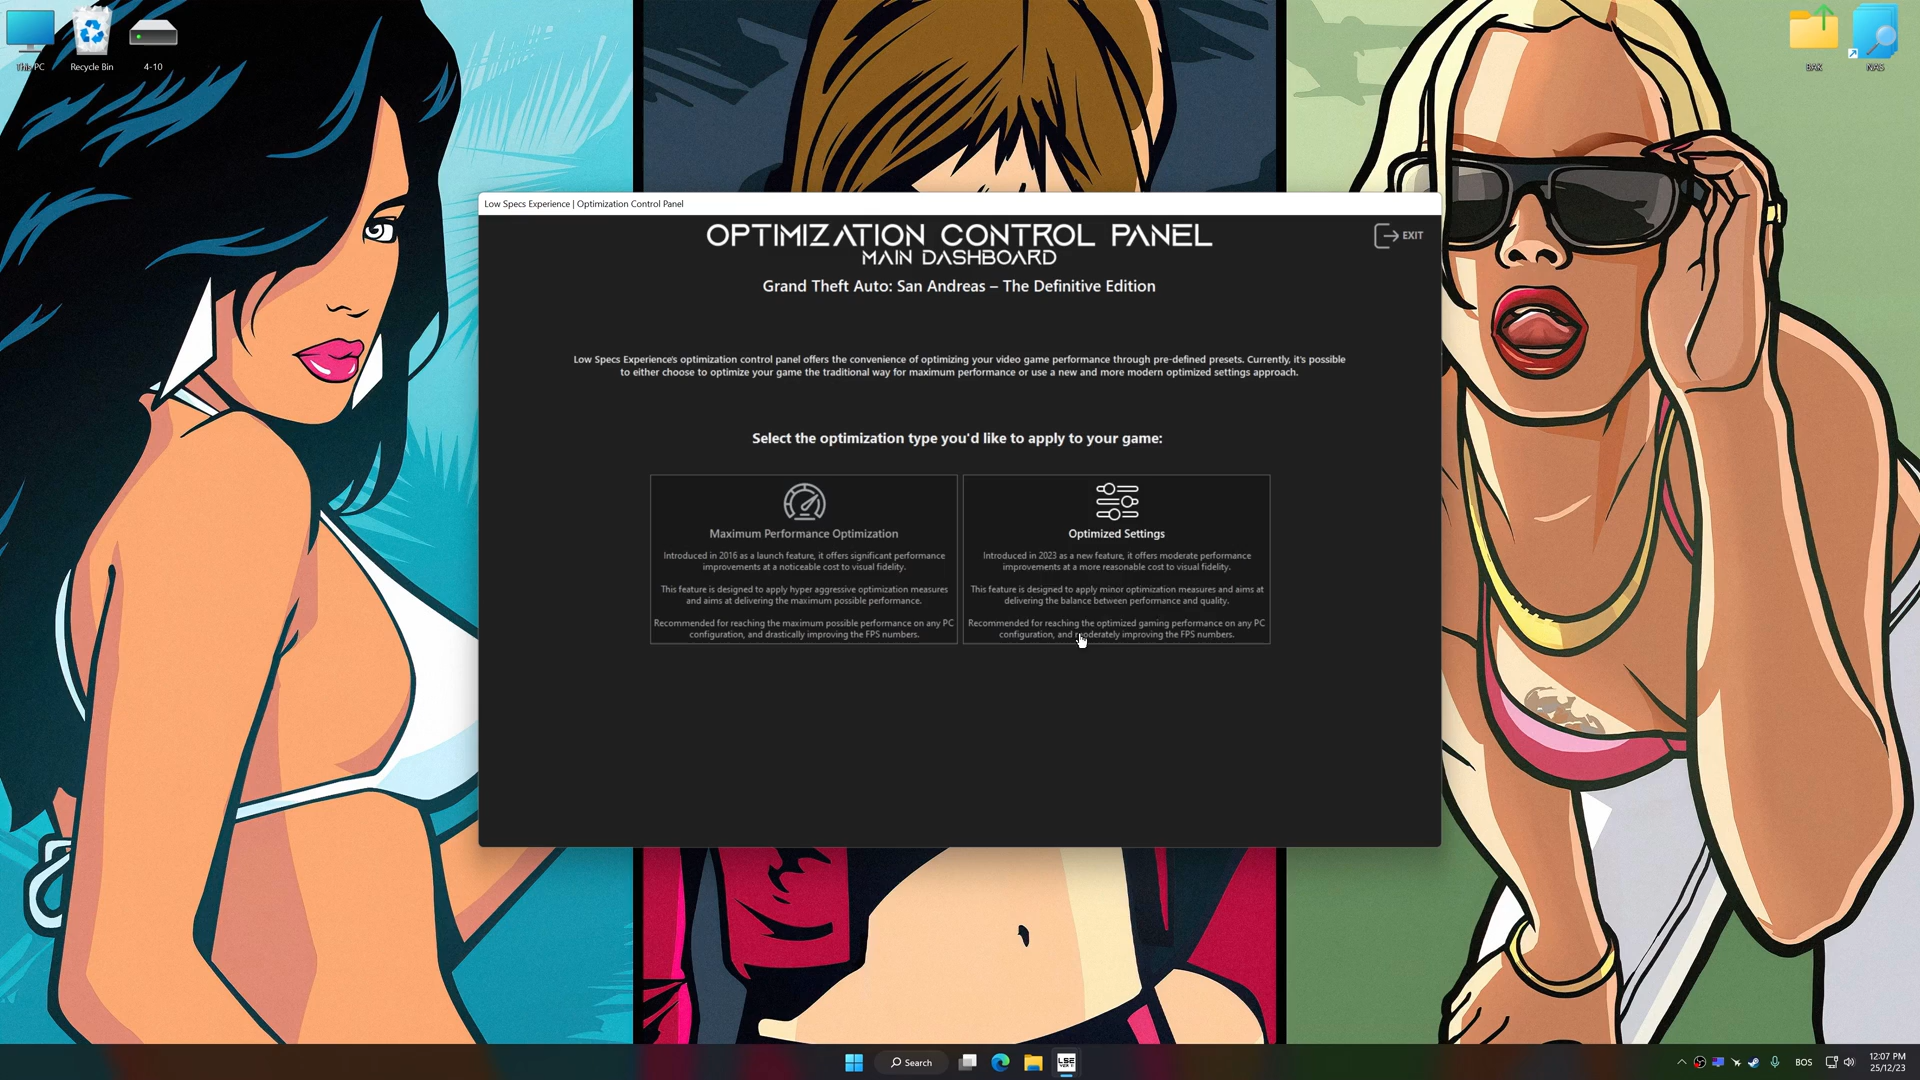 This PC
Recycle Bin
4-10
BAK
NAS
Low Specs Experience | Optimization Control Panel
OPTIMIZATION CONTROL PANEL
MAIN DASHBOARD
EXIT
Grand Theft Auto: San Andreas – The Definitive Edition
Low Specs Experience's optimization control panel offers the convenience of optimizing your video game performance through pre-defined presets. Currently, it's possible
to either choose to optimize your game the traditional way for maximum performance or use a new and more modern optimized settings approach.
Select the optimization type you'd like to apply to your game:
Maximum Performance Optimization
Introduced in 2016 as a launch feature, it offers significant performance
improvements at a noticeable cost to visual fidelity.
This feature is designed to apply hyper aggressive optimization measures
and aims at delivering the maximum possible performance.
Recommended for reaching the maximum possible performance on any PC
configuration, and drastically improving the FPS numbers.
Optimized Settings
Introduced in 2023 as a new feature, it offers moderate performance
improvements at a more reasonable cost to visual fidelity.
This feature is designed to apply minor optimization measures and aims at
delivering the balance between performance and quality.
Recommended for reaching the optimized gaming performance on any PC
configuration, and moderately improving the FPS numbers.
Search
LSE
BOS
12:07 PM
25/12/23